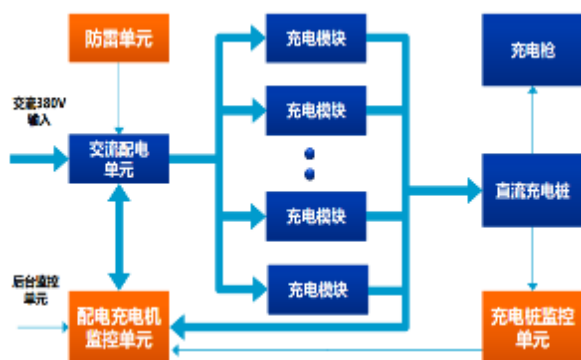 防雷单元
充电模块
充电枪
交流380V
输入
充电模块
交流配电
单元
直流充电桩
充电模块
后台监控
单元
充电模块
配电充电机
监控单元
充电桩监控
单元